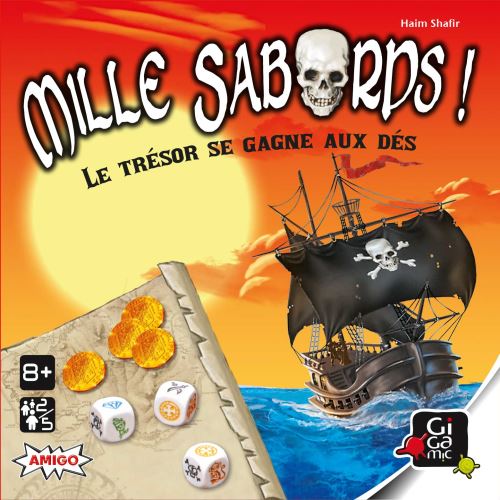 Haim Shafir
MILLE SABORDS !
LE TRÉSOR SE GAGNE AUX DÉS
8+
2/5
AMIGO
GiGAMiC